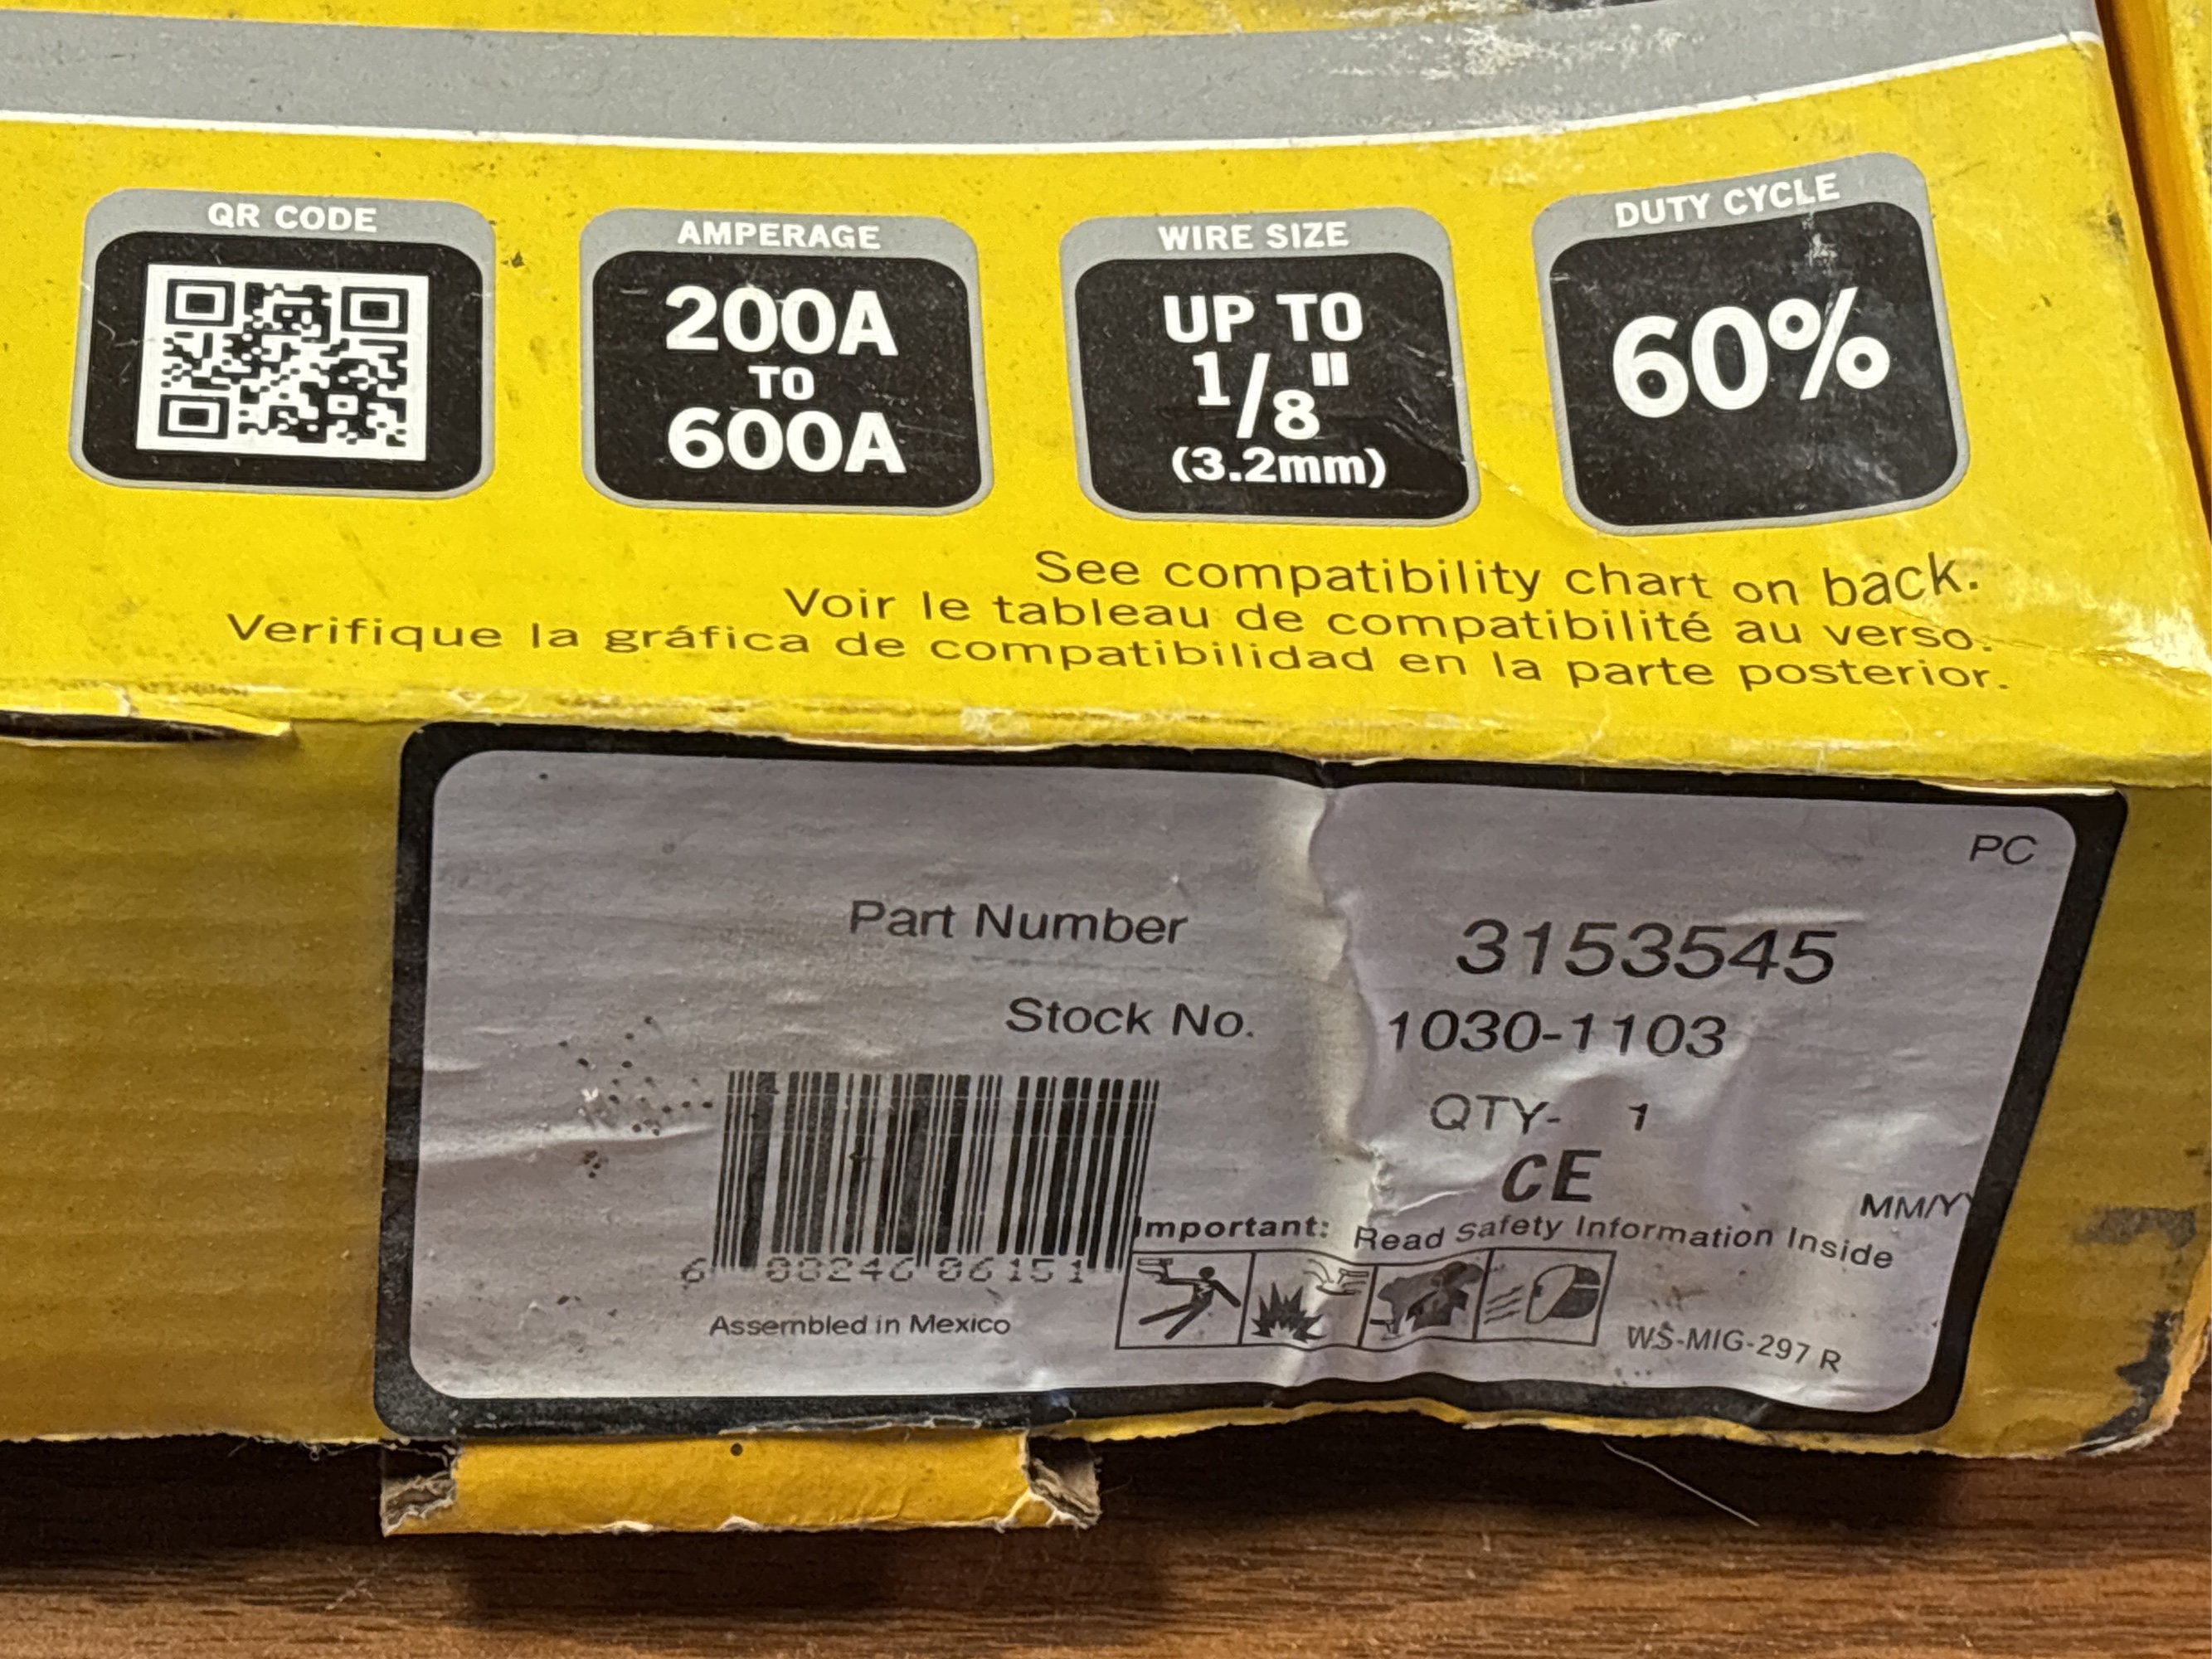 QR CODE
AMPERAGE
200A
TO
600A
WIRE SIZE
UP TO
1/8"
(3.2mm)
DUTY CYCLE
60%
See compatibility chart on back.
Voir le tableau de compatibilité au verso.
Verifique la gráfica de compatibilidad en la parte posterior.
PC
Part Number 3153545
Stock No. 1030-1103
QTY- 1
CE
MM/YY
Important: Read Safety Information Inside
Assembled in Mexico
WS-MIG-297 R